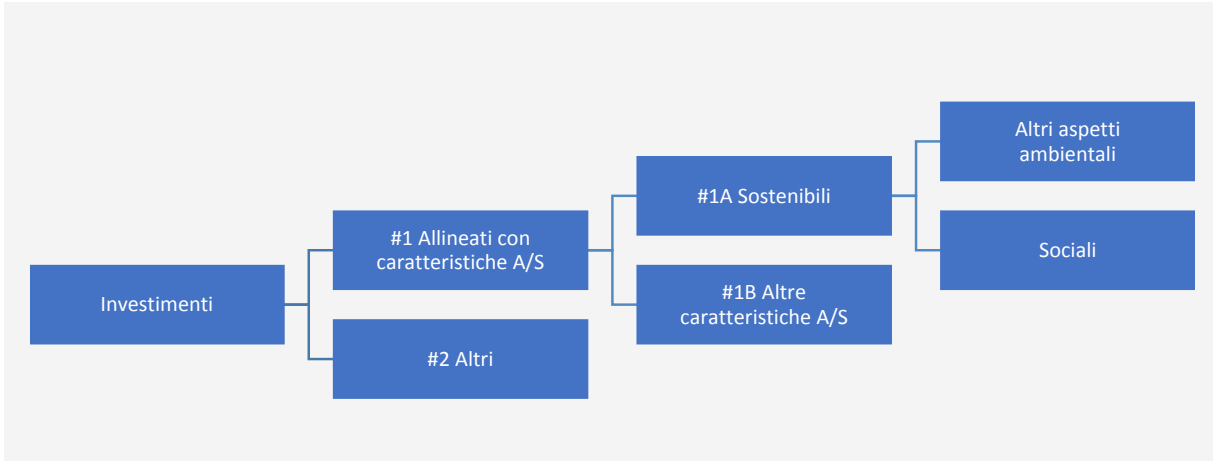 Investimenti
#1 Allineati con
caratteristiche A/S
#2 Altri
#1A Sostenibili
#1B Altre
caratteristiche A/S
Altri aspetti
ambientali
Sociali